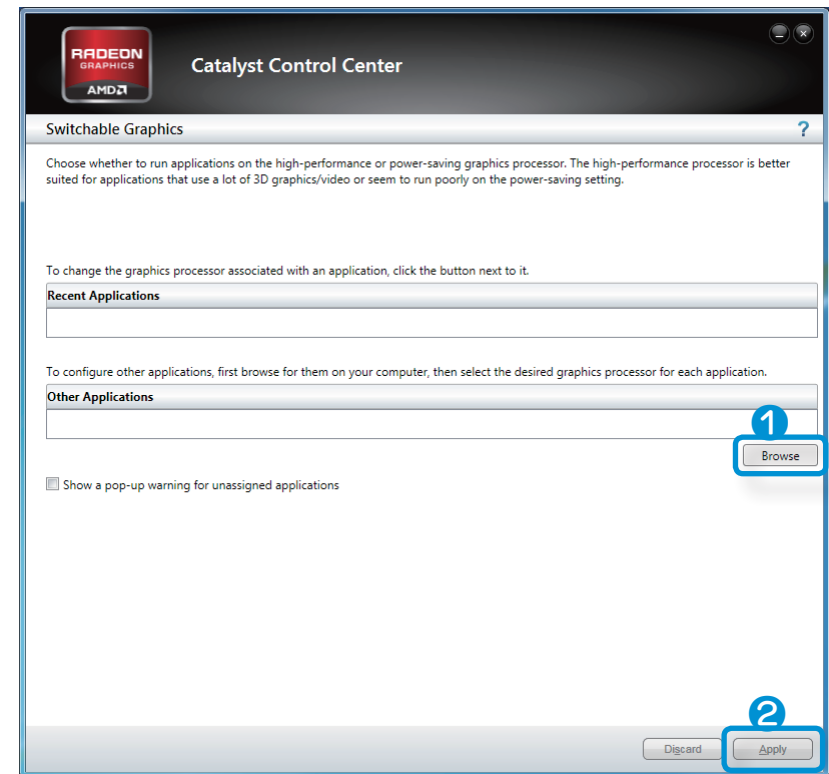 RADEON
GRAPHICS
AMD
Catalyst Control Center
Switchable Graphics
?
Choose whether to run applications on the high-performance or power-saving graphics processor. The high-performance processor is better
suited for applications that use a lot of 3D graphics/video or seem to run poorly on the power-saving setting.
To change the graphics processor associated with an application, click the button next to it.
Recent Applications
To configure other applications, first browse for them on your computer, then select the desired graphics processor for each application.
Other Applications
1
Browse
Show a pop-up warning for unassigned applications
2
Discard
Apply